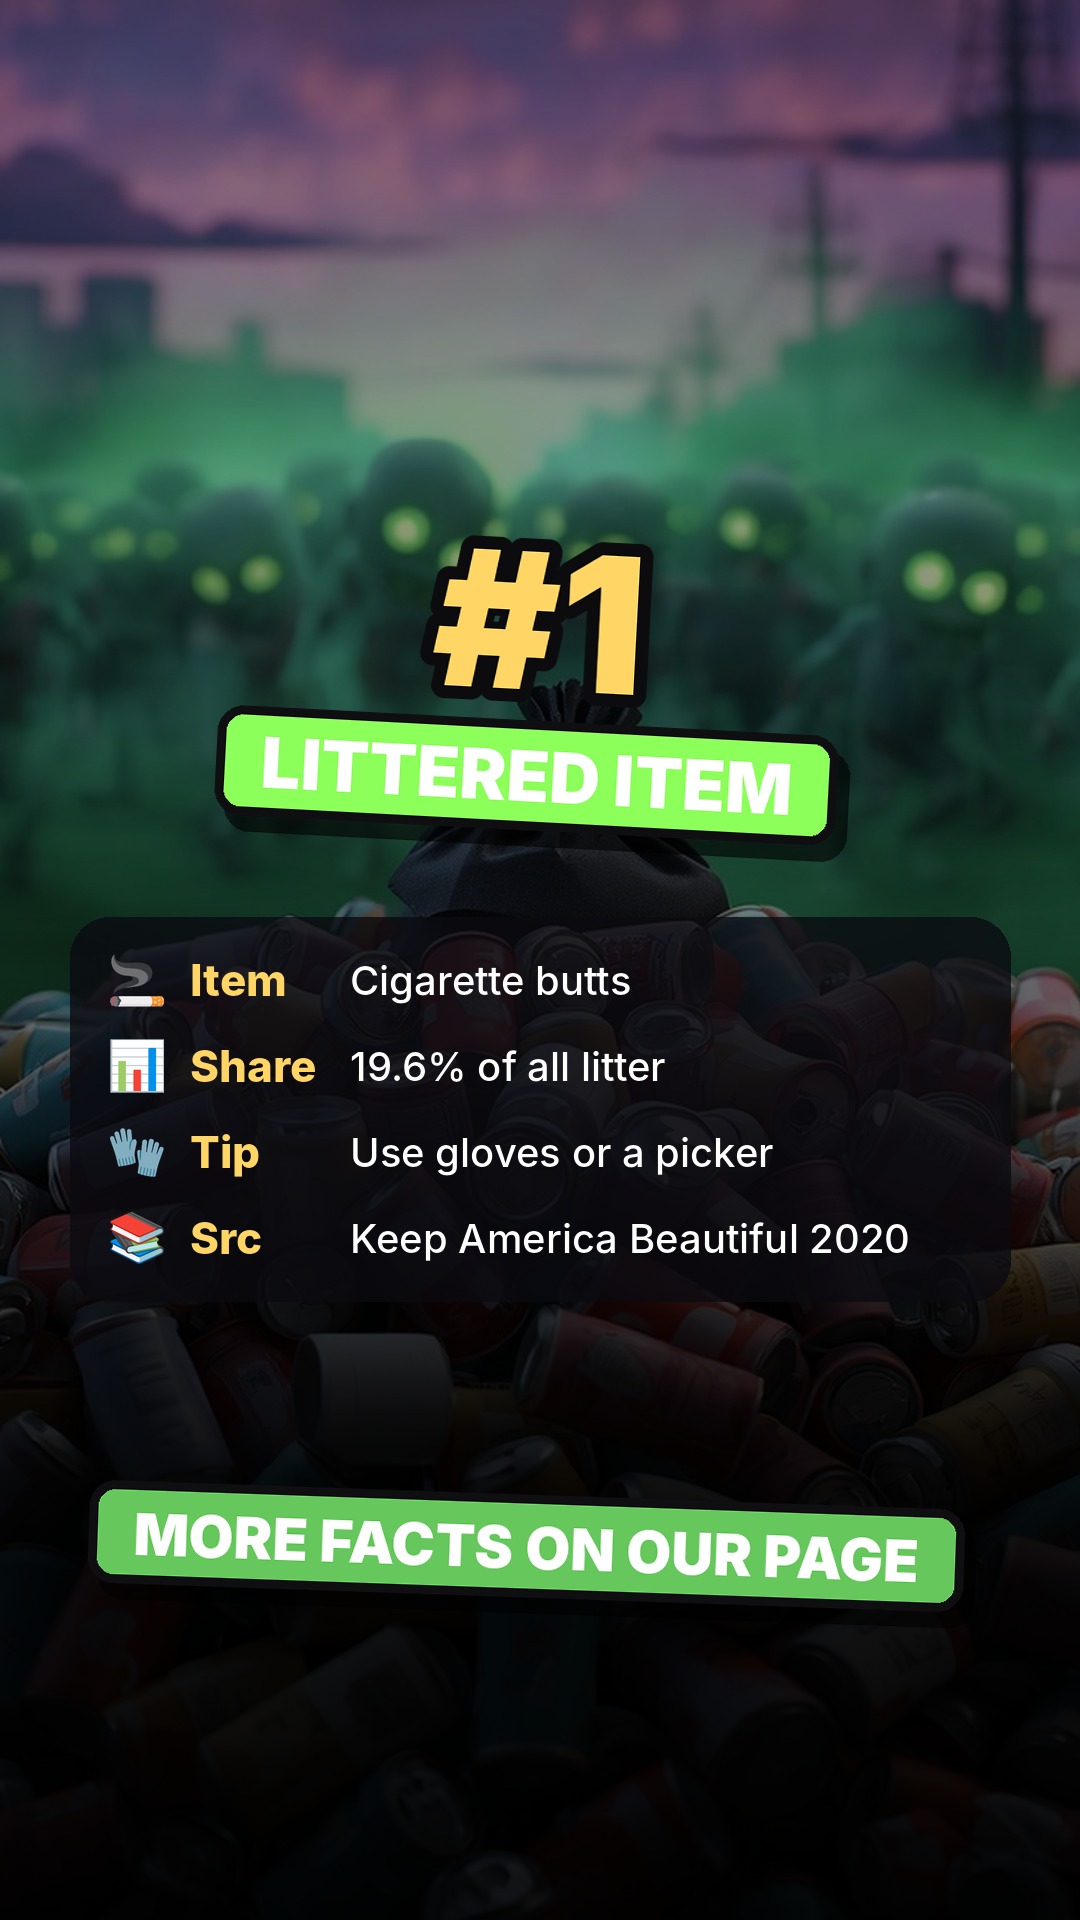 #1
LITTERED ITEM
Item Cigarette butts
Share 19.6% of all litter
Tip Use gloves or a picker
Src Keep America Beautiful 2020
MORE FACTS ON OUR PAGE